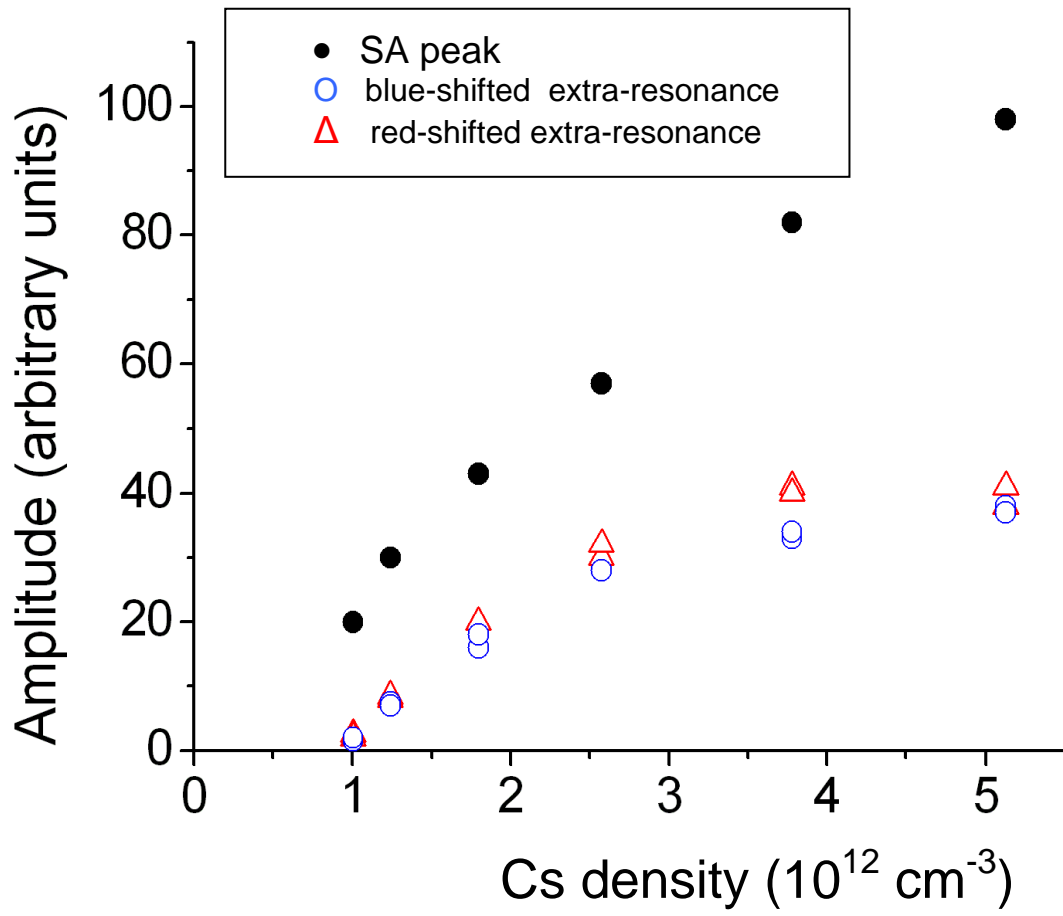 SA peak
blue-shifted extra-resonance
red-shifted extra-resonance
Amplitude (arbitrary units)
100
80
60
40
20
0
0 1 2 3 4 5
Cs density (10¹² cm⁻³)